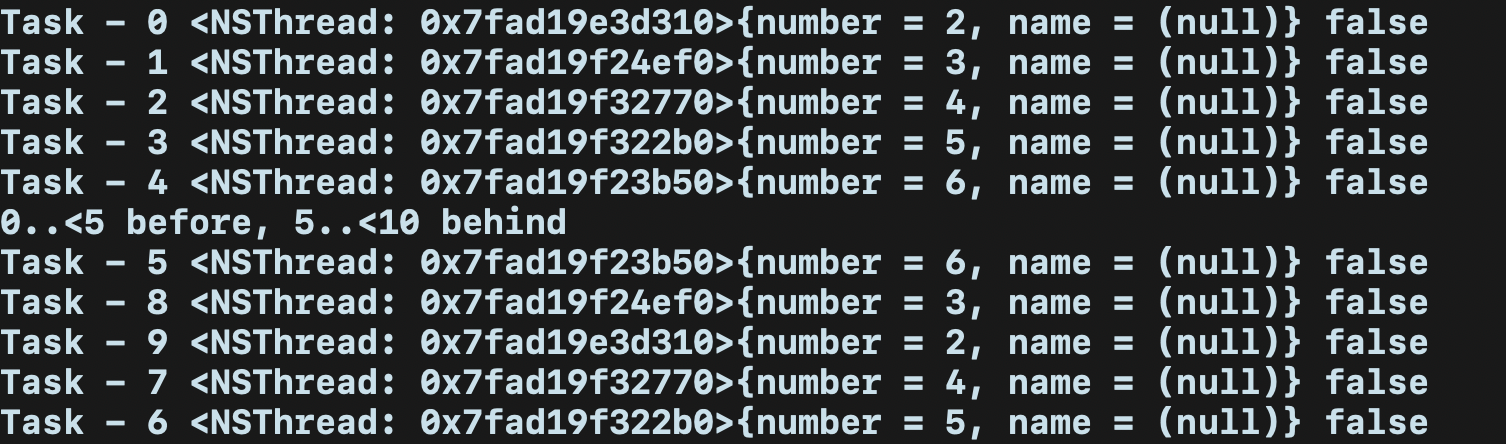 Task - 0 <NSThread: 0x7fad19e3d310>{number = 2, name = (null)} false
Task - 1 <NSThread: 0x7fad19f24ef0>{number = 3, name = (null)} false
Task - 2 <NSThread: 0x7fad19f32770>{number = 4, name = (null)} false
Task - 3 <NSThread: 0x7fad19f322b0>{number = 5, name = (null)} false
Task - 4 <NSThread: 0x7fad19f23b50>{number = 6, name = (null)} false
0..<5 before, 5..<10 behind
Task - 5 <NSThread: 0x7fad19f23b50>{number = 6, name = (null)} false
Task - 8 <NSThread: 0x7fad19f24ef0>{number = 3, name = (null)} false
Task - 9 <NSThread: 0x7fad19e3d310>{number = 2, name = (null)} false
Task - 7 <NSThread: 0x7fad19f32770>{number = 4, name = (null)} false
Task - 6 <NSThread: 0x7fad19f322b0>{number = 5, name = (null)} false